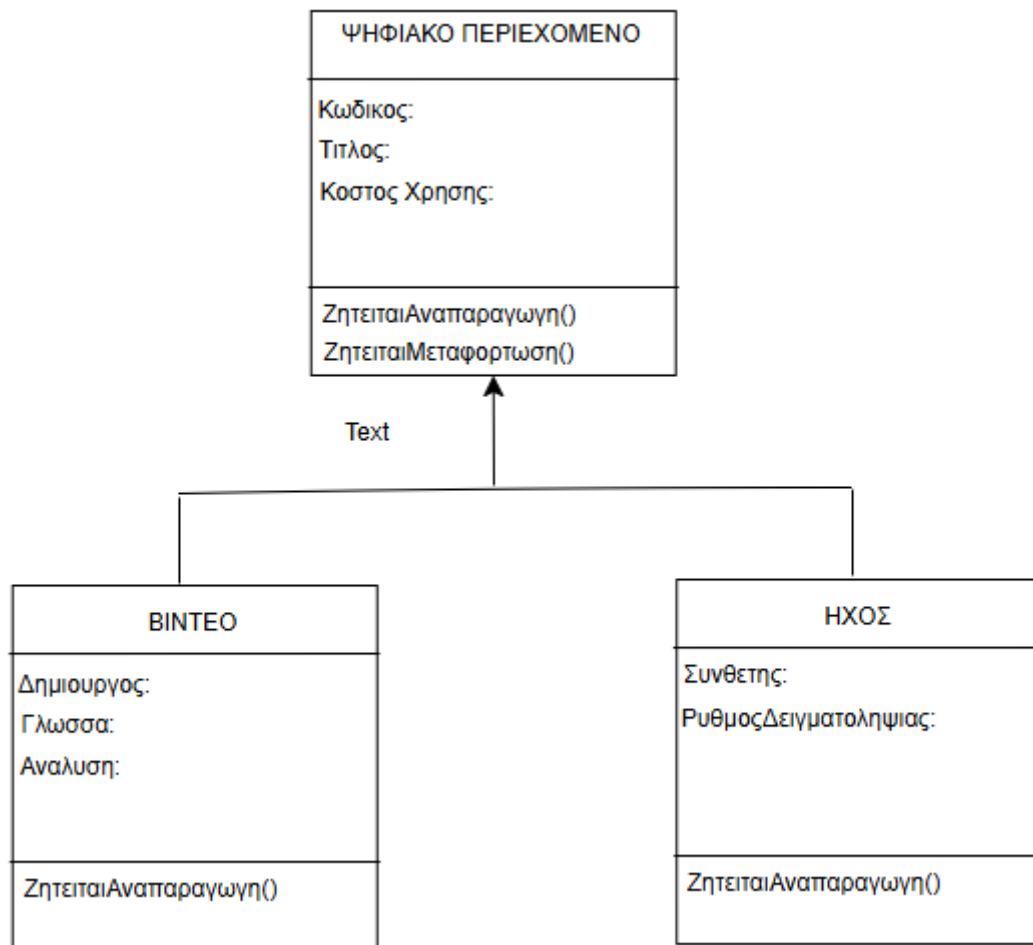 ΨΗΦΙΑΚΟ ΠΕΡΙΕΧΟΜΕΝΟ
Κωδικος:
Τιτλος:
Κοστος Χρησης:
ΖητειταιΑναπαραγωγη()
ΖητειταιΜεταφορτωση()
Text
ΒΙΝΤΕΟ
Δημιουργος:
Γλωσσα:
Αναλυση:
ΖητειταιΑναπαραγωγη()
ΗΧΟΣ
Συνθετης:
ΡυθμοςΔειγματοληψιας:
ΖητειταιΑναπαραγωγη()